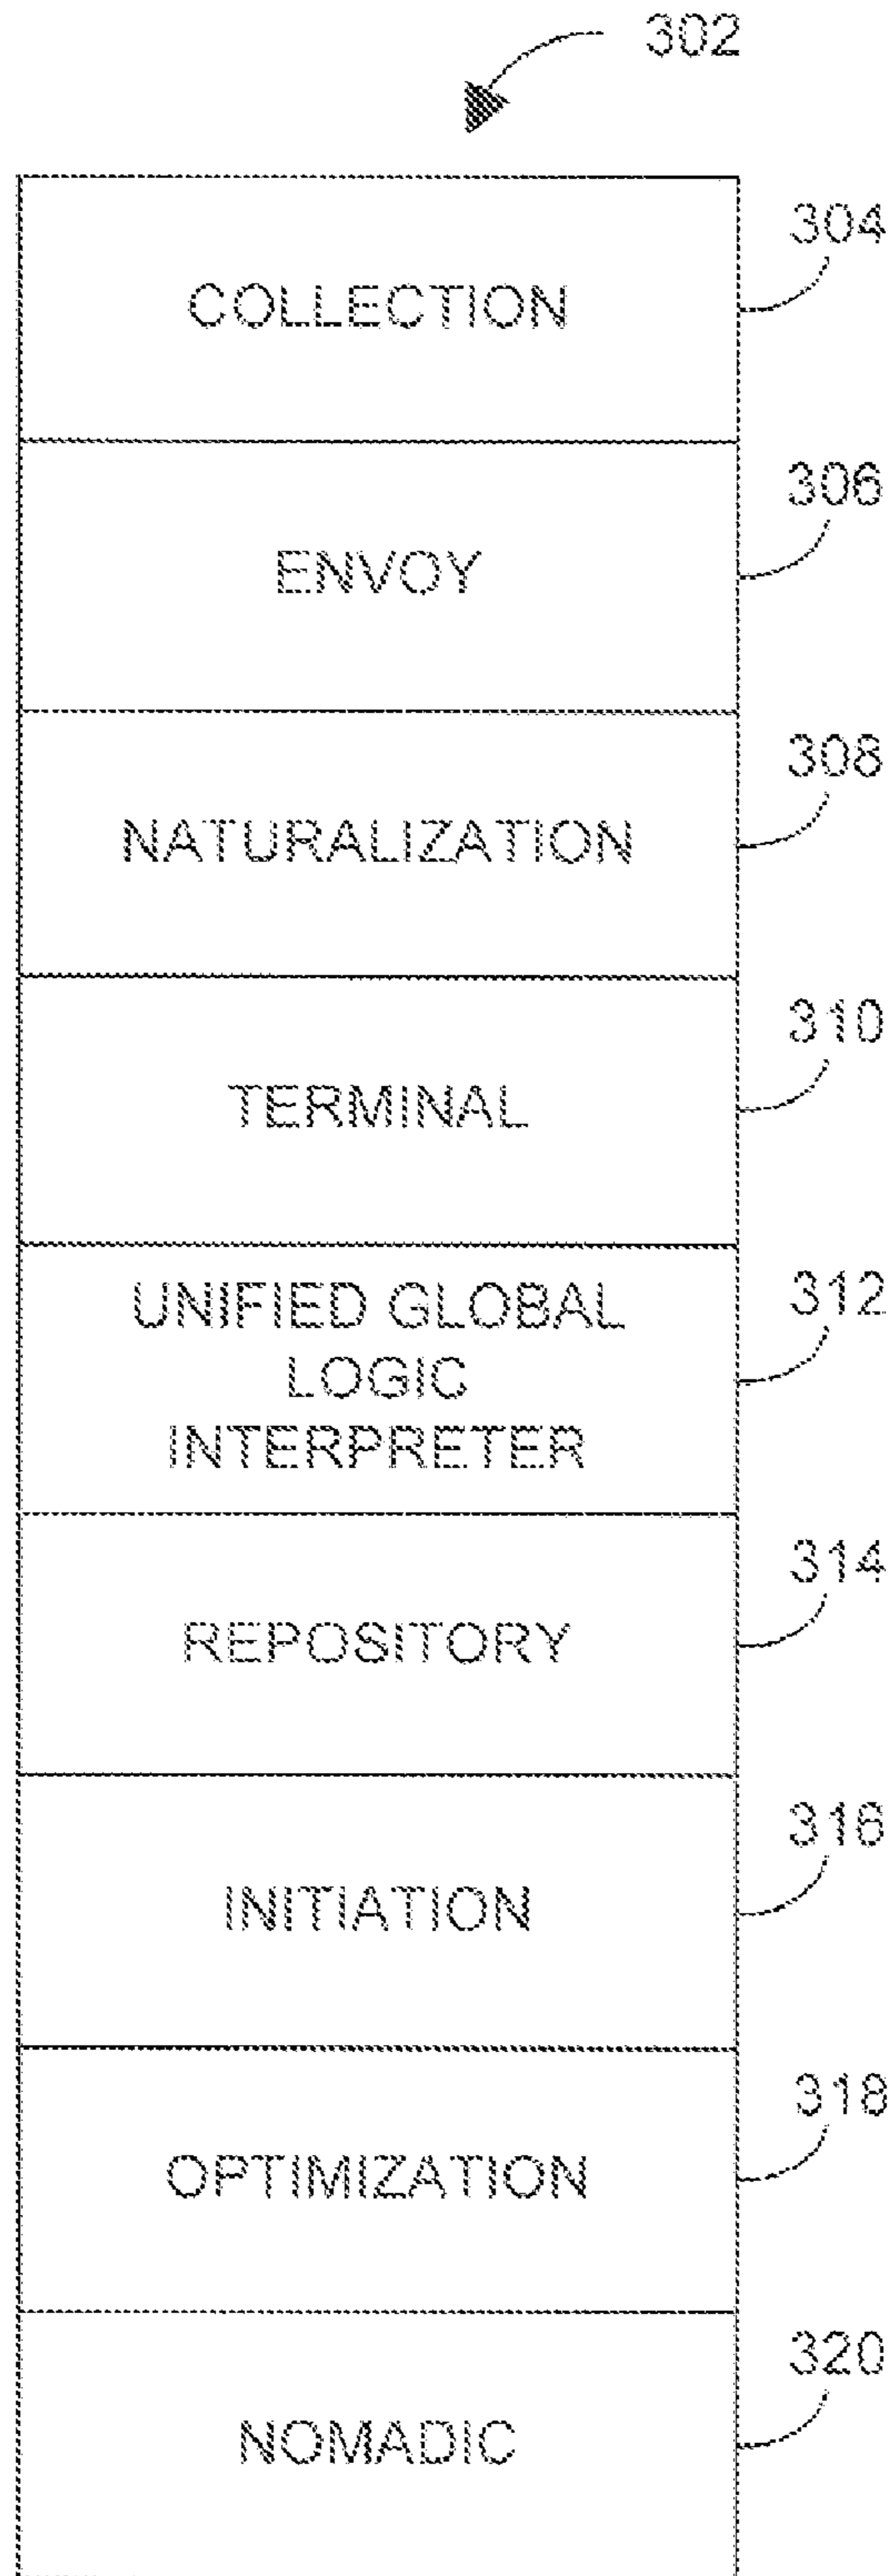 302
304
COLLECTION
306
ENVOY
308
NATURALIZATION
310
TERMINAL
312
UNIFIED GLOBAL
LOGIC
INTERPRETER
314
REPOSITORY
316
INITIATION
318
OPTIMIZATION
320
NOMADIC